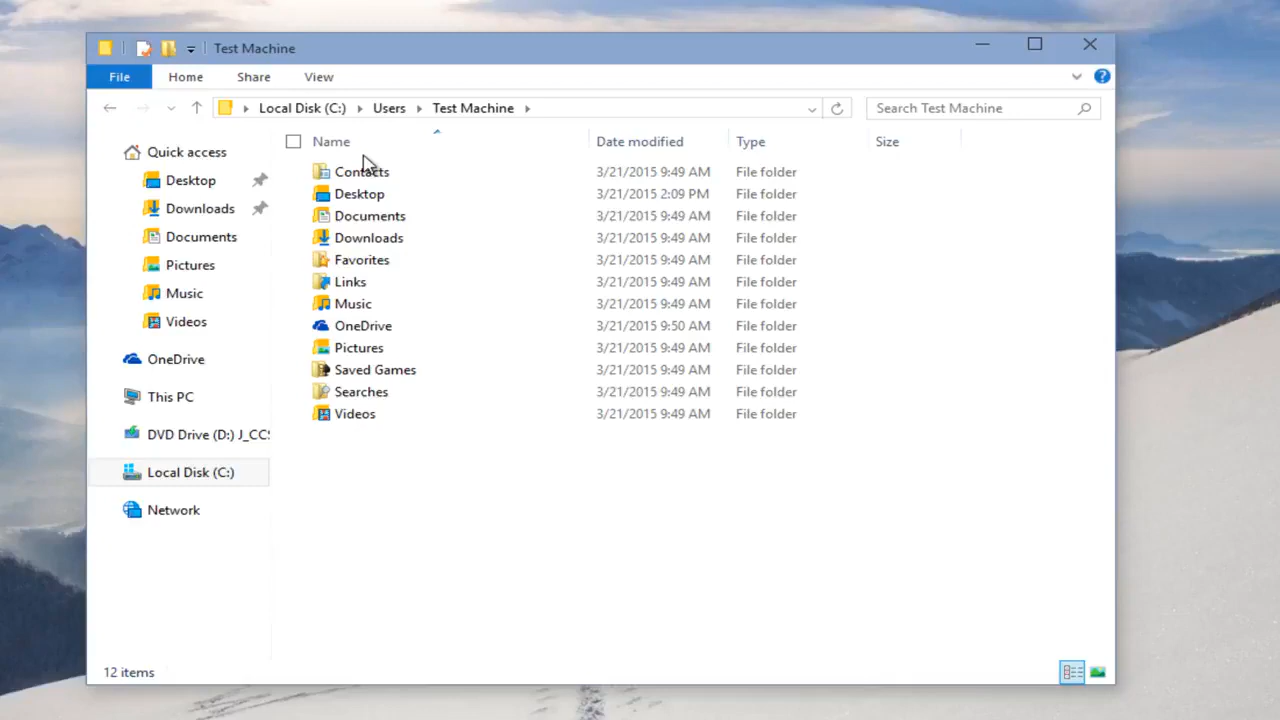 Test Machine
File Home Share View
Local Disk (C:) Users Test Machine Search Test Machine
Name Date modified Type Size
Quick access
Desktop
Downloads
Documents
Pictures
Music
Videos
OneDrive
This PC
DVD Drive (D:) J_CCS
Local Disk (C:)
Network
Contacts 3/21/2015 9:49 AM File folder
Desktop 3/21/2015 2:09 PM File folder
Documents 3/21/2015 9:49 AM File folder
Downloads 3/21/2015 9:49 AM File folder
Favorites 3/21/2015 9:49 AM File folder
Links 3/21/2015 9:49 AM File folder
Music 3/21/2015 9:49 AM File folder
OneDrive 3/21/2015 9:50 AM File folder
Pictures 3/21/2015 9:49 AM File folder
Saved Games 3/21/2015 9:49 AM File folder
Searches 3/21/2015 9:49 AM File folder
Videos 3/21/2015 9:49 AM File folder
12 items